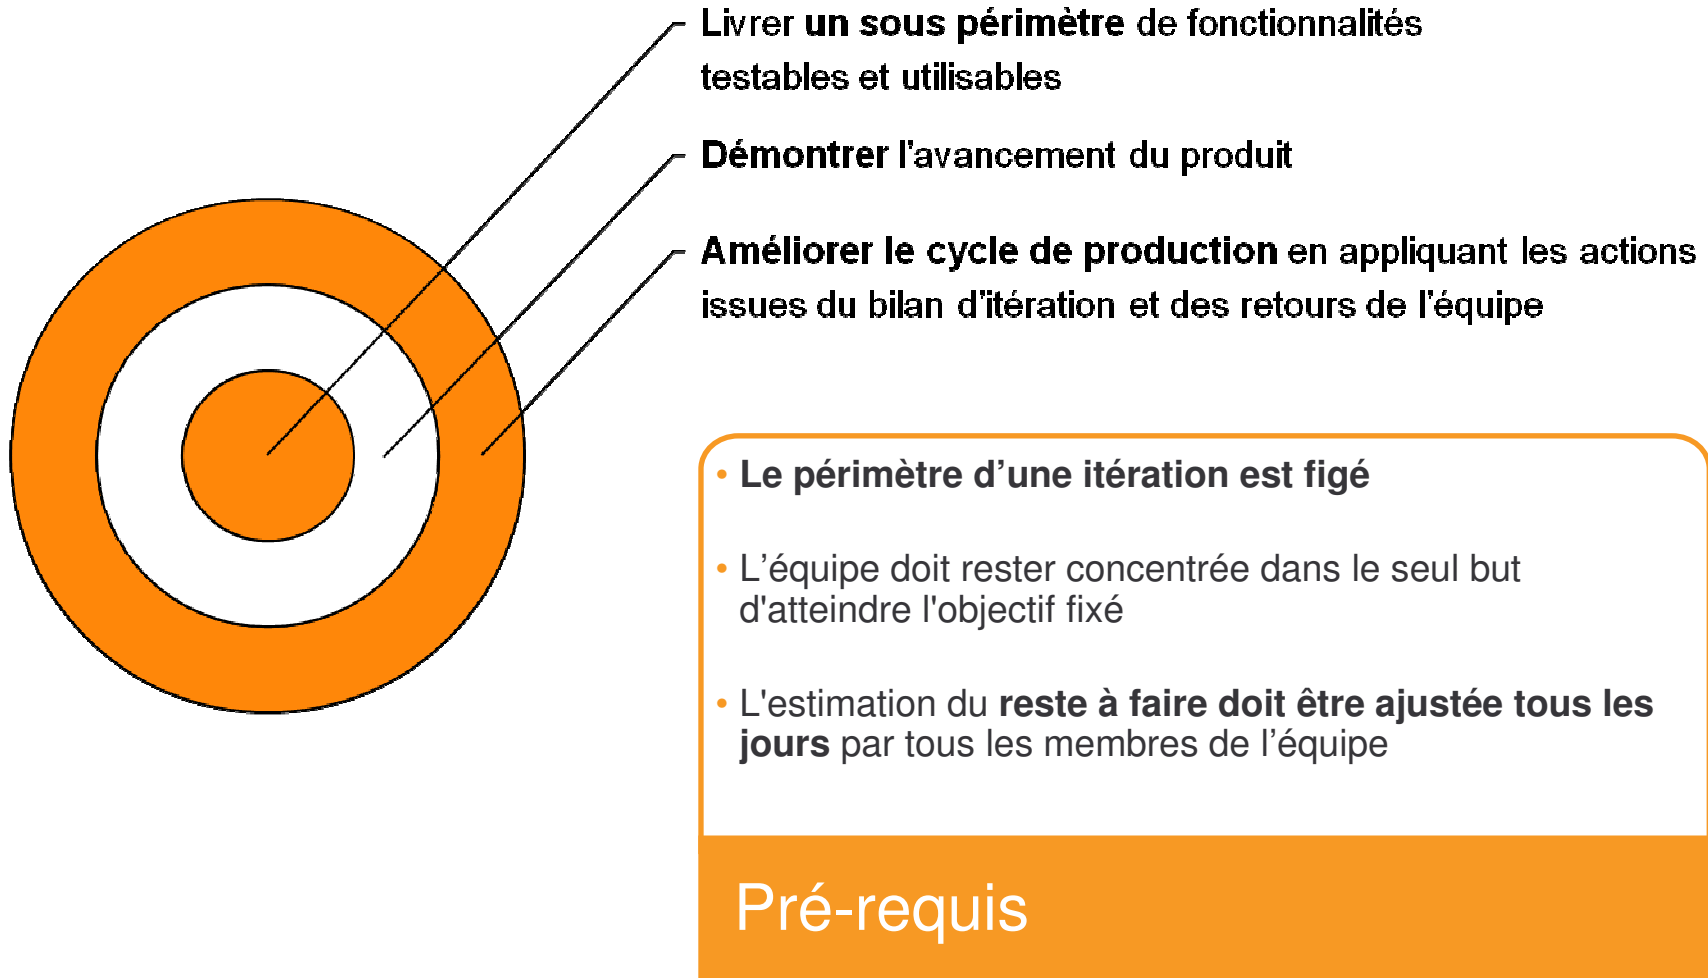 Livrer un sous périmètre de fonctionnalités
testables et utilisables
Démontrer l'avancement du produit
Améliorer le cycle de production en appliquant les actions
issues du bilan d'itération et des retours de l'équipe
• Le périmètre d’une itération est figé
• L’équipe doit rester concentrée dans le seul but
d'atteindre l'objectif fixé
• L'estimation du reste à faire doit être ajustée tous les
jours par tous les membres de l’équipe
Pré-requis